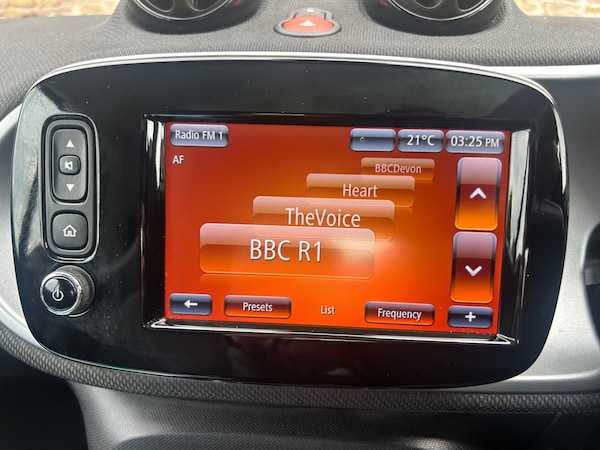 Radio FM 1
21°C
03:25 PM
AF
BBCDevon
Heart
TheVoice
BBC R1
Presets
List
Frequency